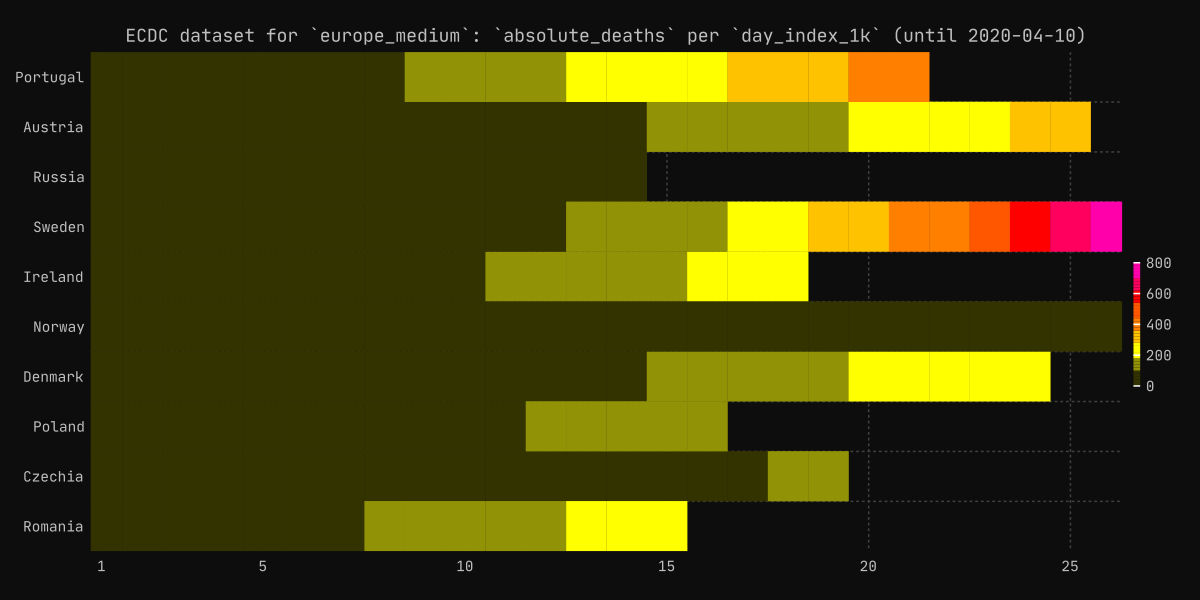 ECDC dataset for `europe_medium`: `absolute_deaths` per `day_index_1k` (until 2020-04-10)
Portugal
Austria
Russia
Sweden
Ireland
Norway
Denmark
Poland
Czechia
Romania
1 5 10 15 20 25
800
600
400
200
0